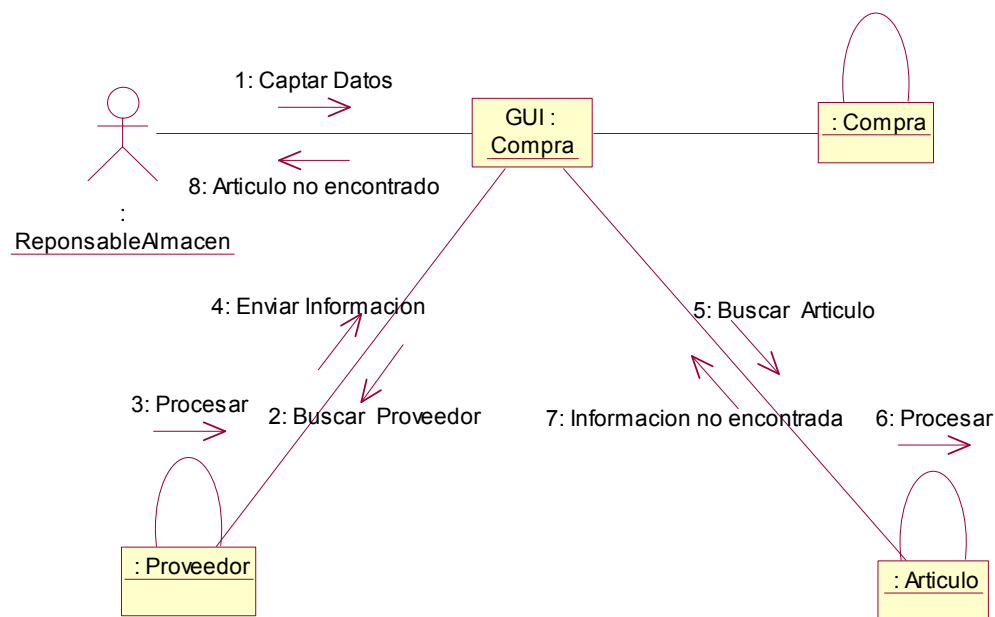 1: Captar Datos
GUI :
Compra
: Compra
8: Articulo no encontrado
:
ReponsableAlmacen
4: Enviar Informacion
5: Buscar Articulo
3: Procesar
2: Buscar Proveedor
7: Informacion no encontrada
6: Procesar
: Proveedor
: Articulo